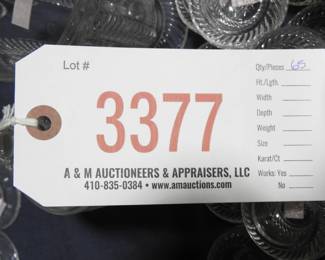 Lot #
Qty/Pieces 65
Ht./Lgth.
Width
3377
Depth
Weight
Size
Karat/Ct
A & M AUCTIONEERS & APPRAISERS, LLC
Works: Yes
410-835-0384 • www.amauctions.com
No